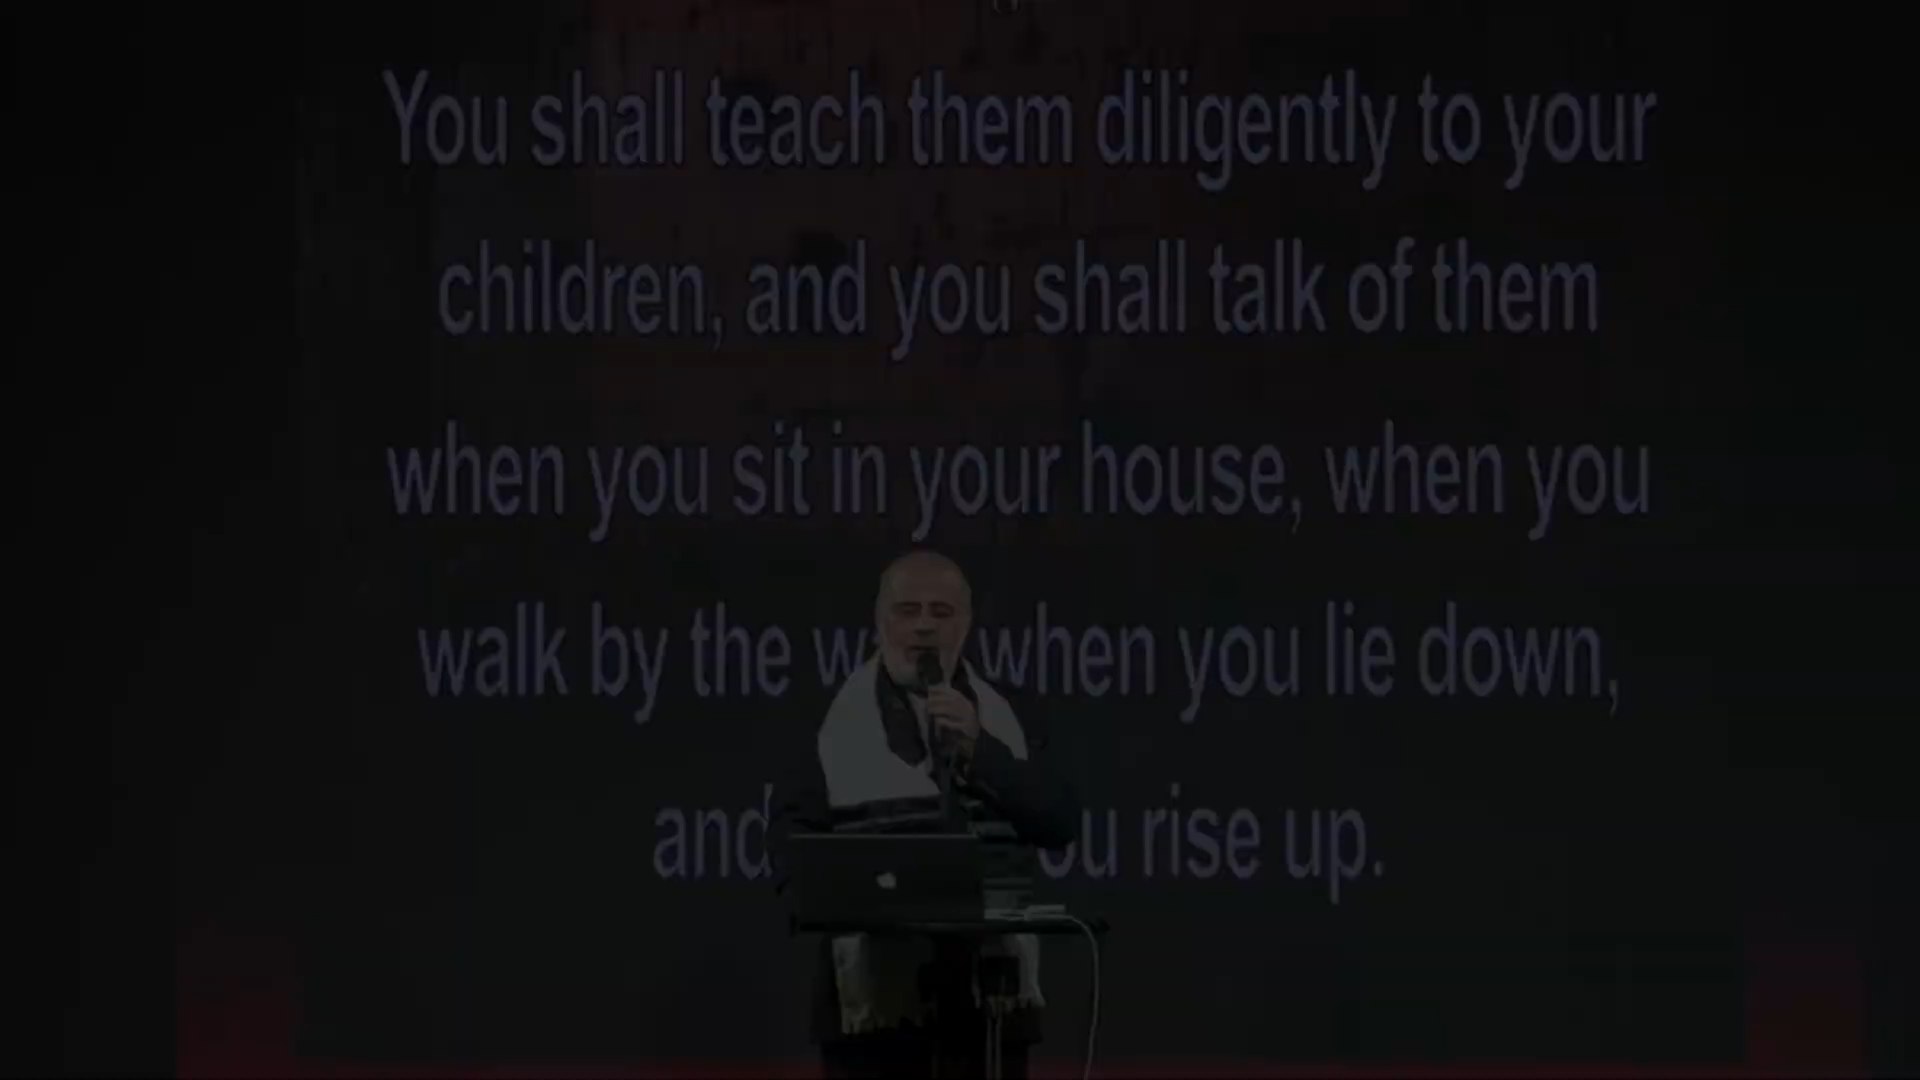 You shall teach them diligently to your
children, and you shall talk of them
when you sit in your house, when you
walk by the when you lie down,
and rise up.